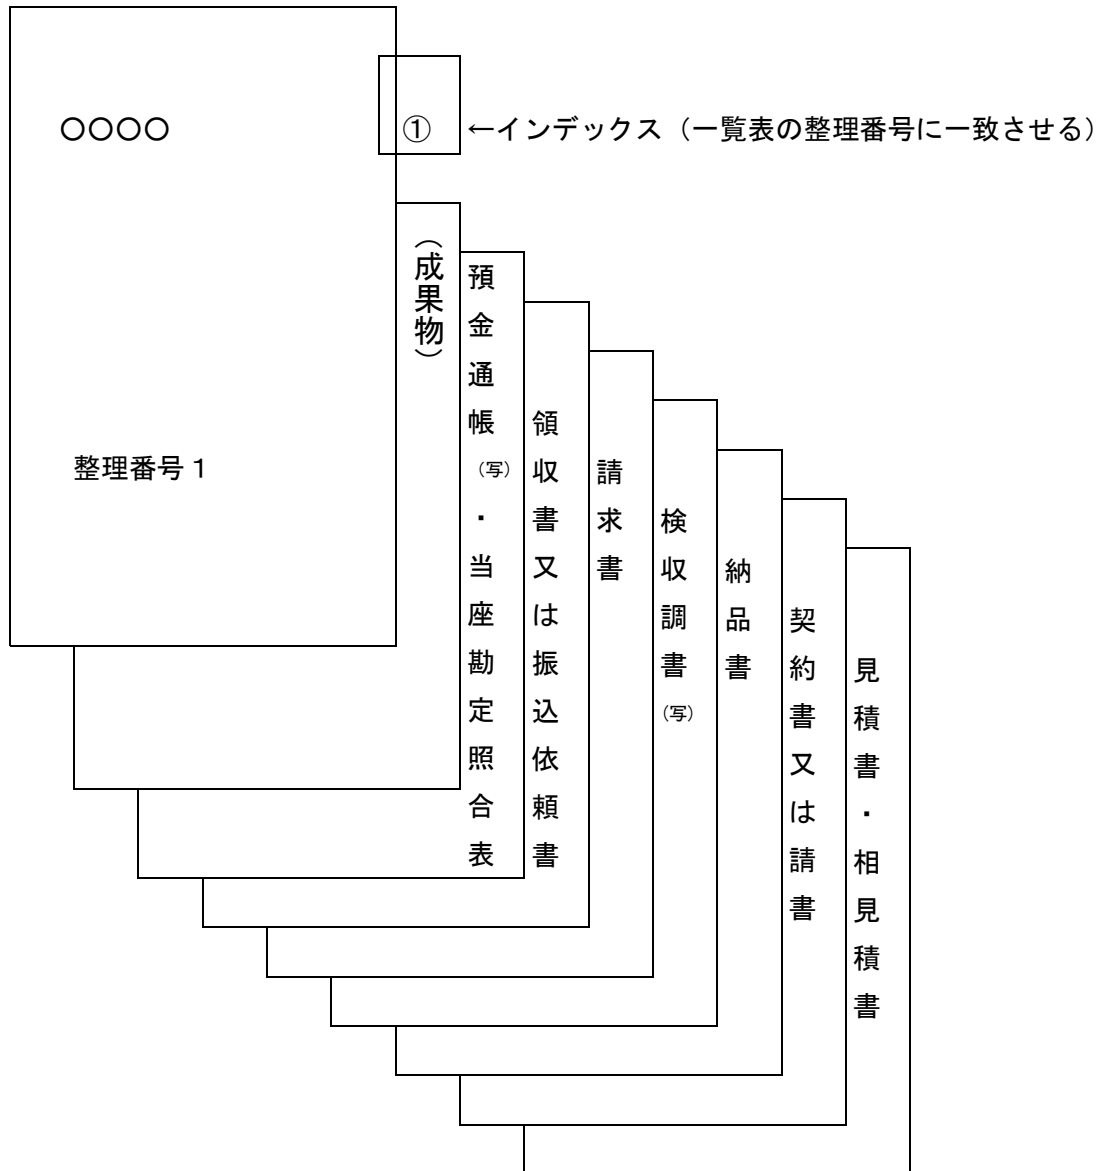 〇〇〇〇
①
←インデックス（一覧表の整理番号に一致させる）
整理番号１
（成果物）
預金通帳（写）・当座勘定照合表
領収書又は振込依頼書
請求書
検収調書（写）
納品書
契約書又は請書
見積書・相見積書